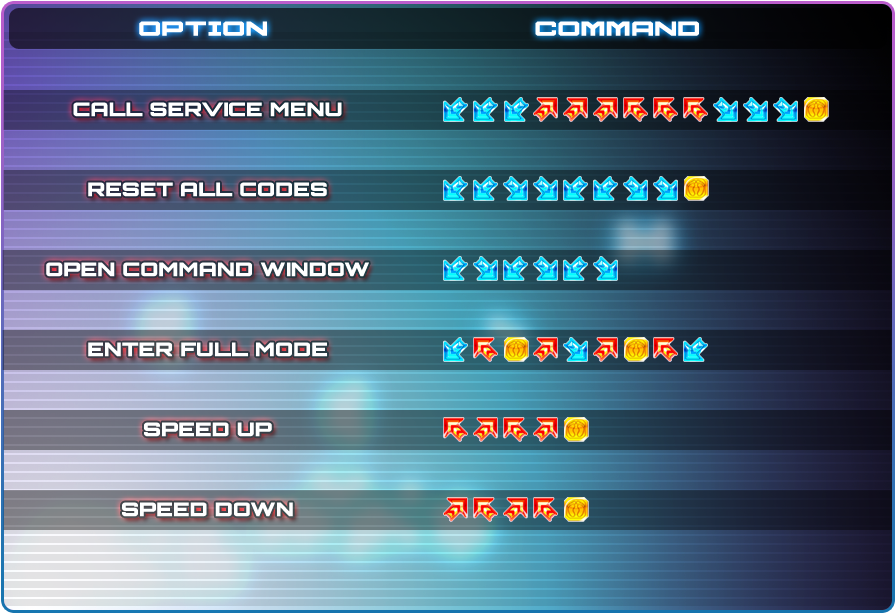 OPTION COMMAND
CALL SERVICE MENU
RESET ALL CODES
OPEN COMMAND WINDOW
ENTER FULL MODE
SPEED UP
SPEED DOWN